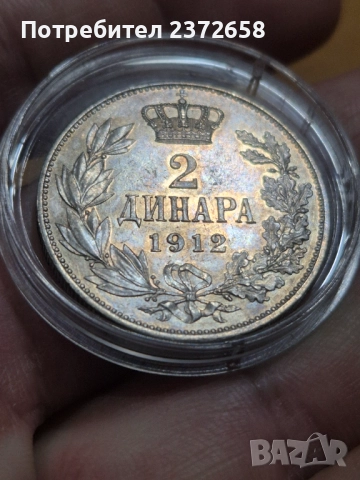 Потребител 2372658
2
ДИНАРА
1912
BAZAR